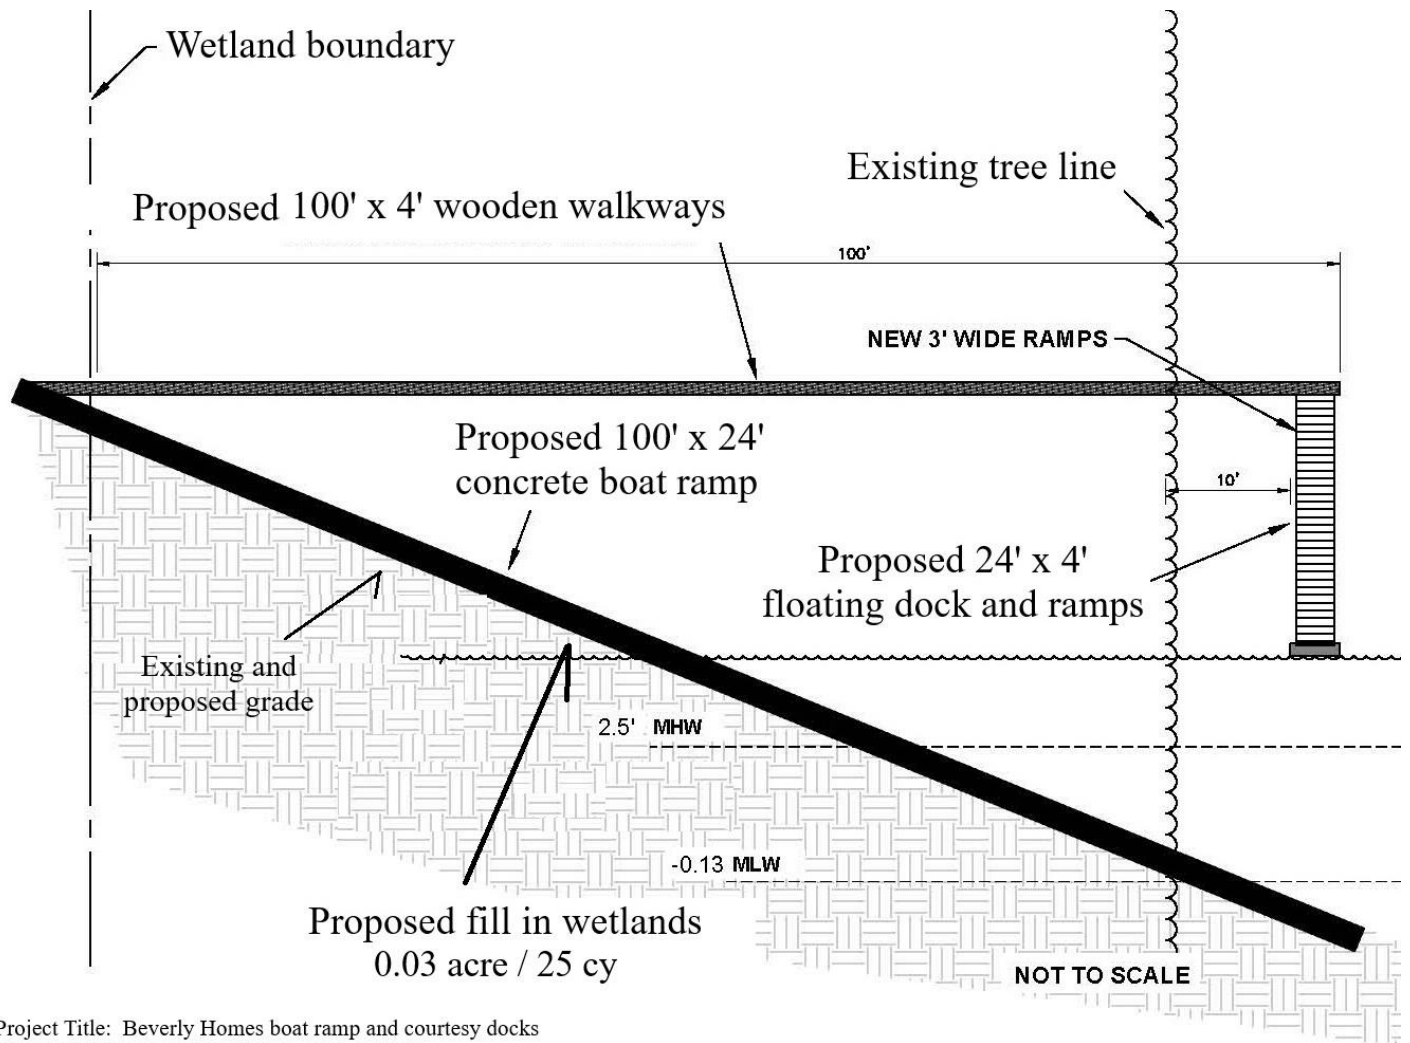 Wetland boundary
Existing tree line
Proposed 100' x 4' wooden walkways
100'
NEW 3' WIDE RAMPS
Proposed 100' x 24'
concrete boat ramp
10'
Proposed 24' x 4'
floating dock and ramps
Existing and
proposed grade
2.5' MHW
-0.13 MLW
Proposed fill in wetlands
0.03 acre / 25 cy
NOT TO SCALE
Project Title: Beverly Homes boat ramp and courtesy docks